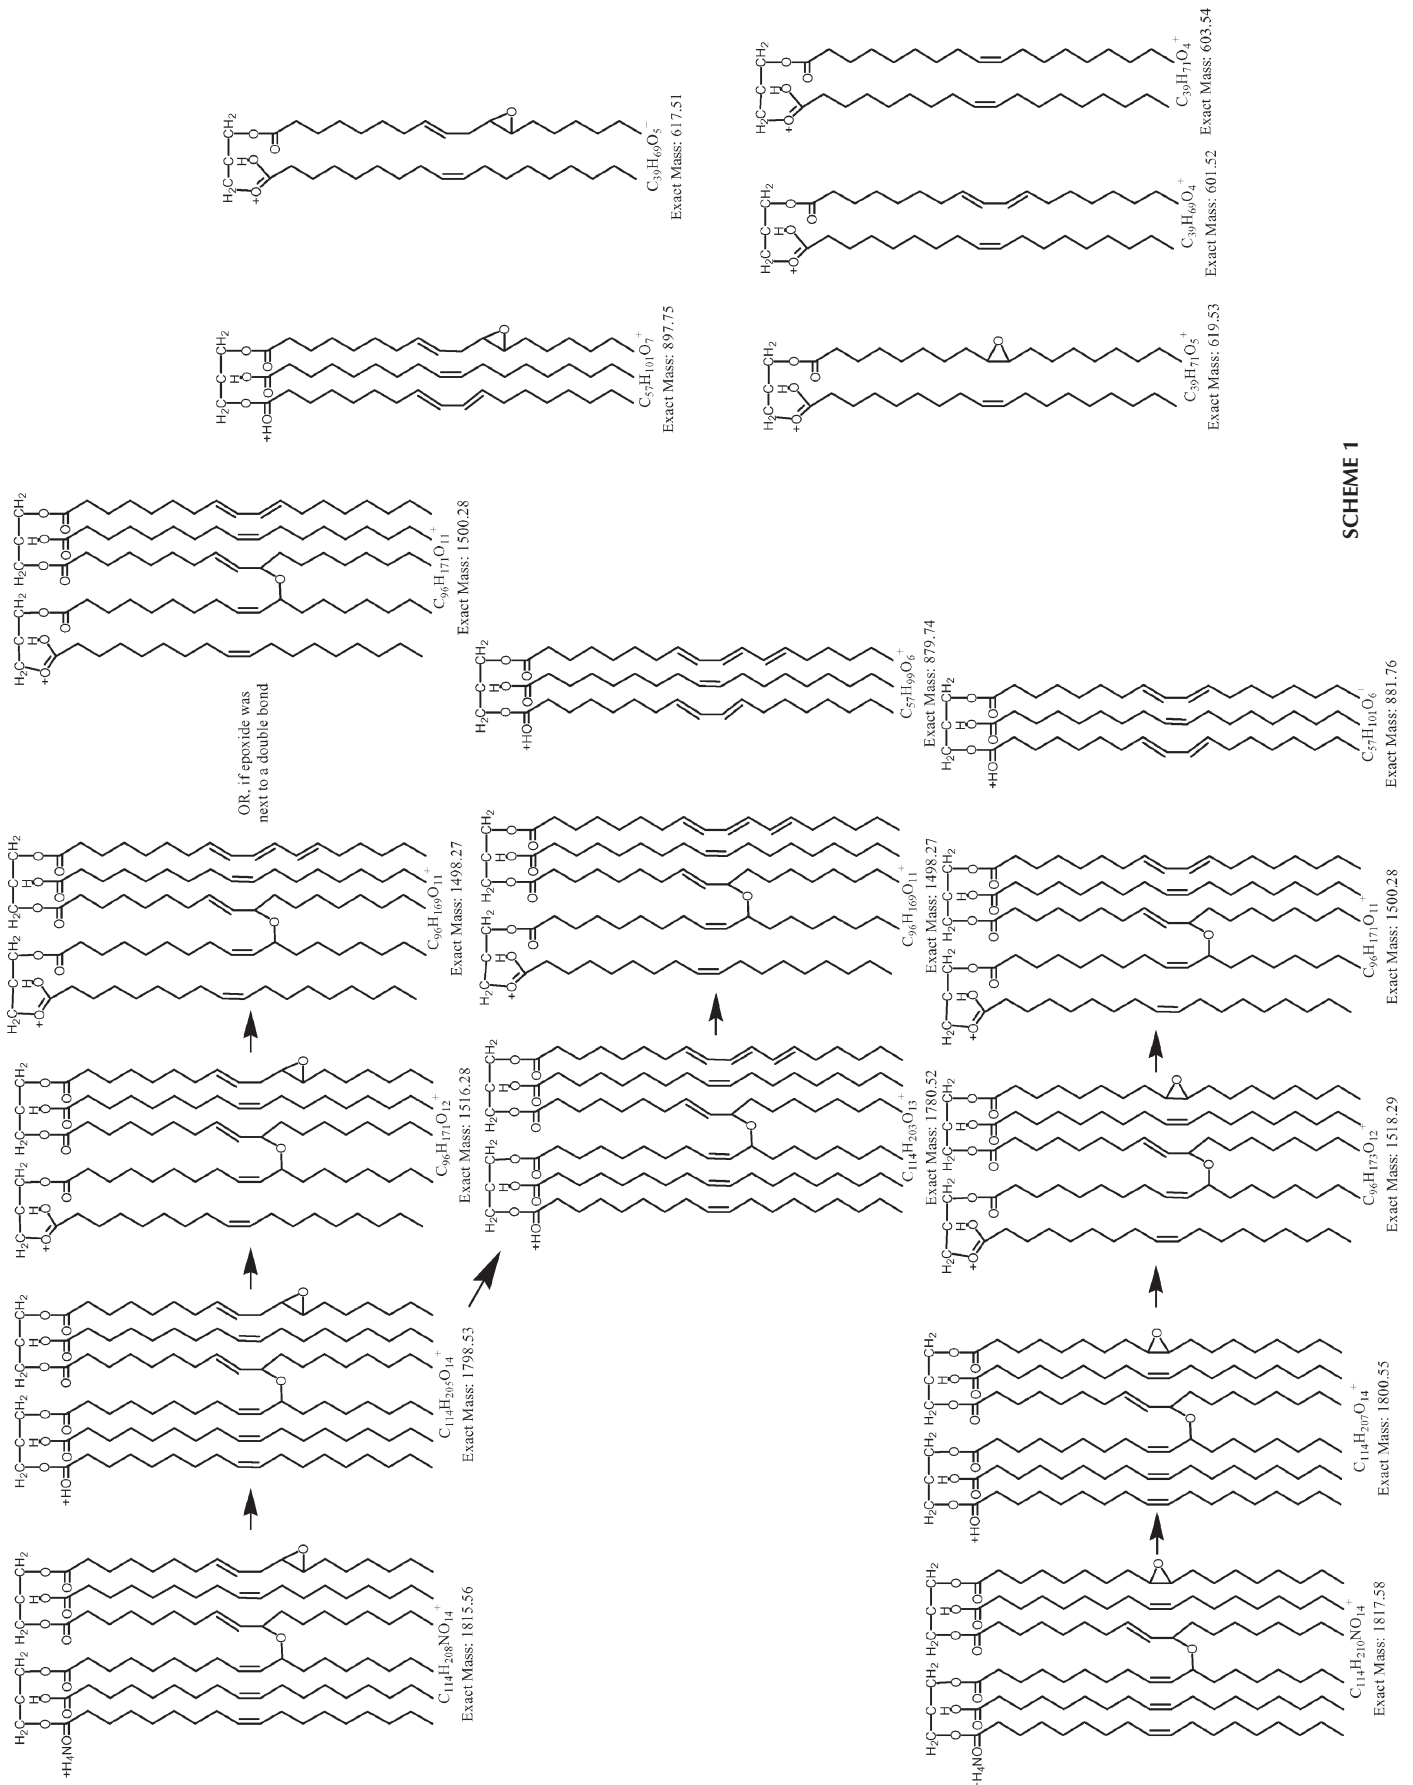 OR, if epoxide was
next to a double bond
C114H208NO14+
Exact Mass: 1815.56
C114H205O14+
Exact Mass: 1798.53
C96H171O12+
Exact Mass: 1516.28
C96H169O11+
Exact Mass: 1498.27
C96H171O11+
Exact Mass: 1500.28
C57H101O7+
Exact Mass: 897.75
C39H69O5-
Exact Mass: 617.51
C114H203O13+
Exact Mass: 1780.52
C96H169O11+
Exact Mass: 1498.27
C57H99O6+
Exact Mass: 879.74
C114H210NO14+
Exact Mass: 1817.58
C114H207O14+
Exact Mass: 1800.55
C96H173O12+
Exact Mass: 1518.29
C96H171O11+
Exact Mass: 1500.28
C57H101O6
Exact Mass: 881.76
C39H71O5+
Exact Mass: 619.53
C39H69O4+
Exact Mass: 601.52
C39H71O4+
Exact Mass: 603.54
SCHEME 1